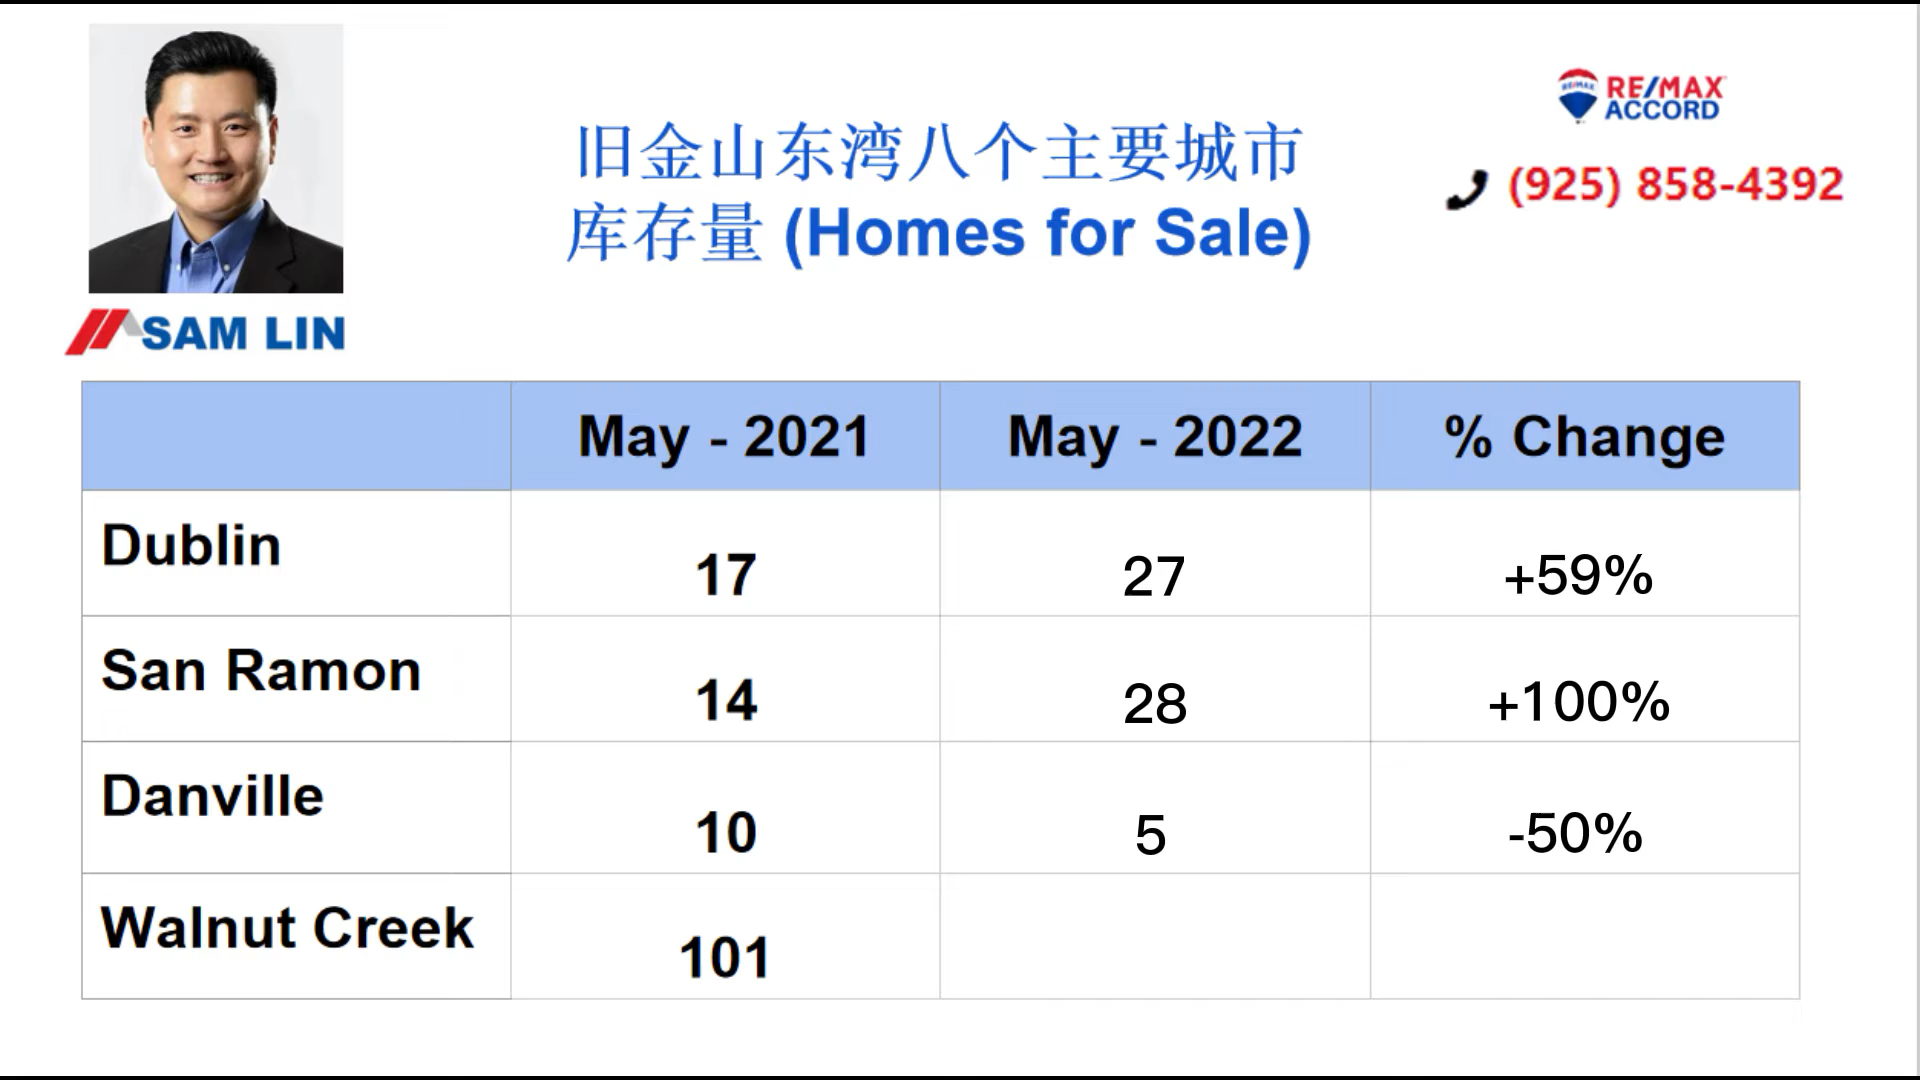 旧金山东湾八个主要城市
库存量 (Homes for Sale)
RE/MAX
RE/MAX
ACCORD
(925) 858-4392
SAM LIN
May - 2021 May - 2022 % Change
Dublin 17 27 +59%
San Ramon 14 28 +100%
Danville 10 5 -50%
Walnut Creek 101